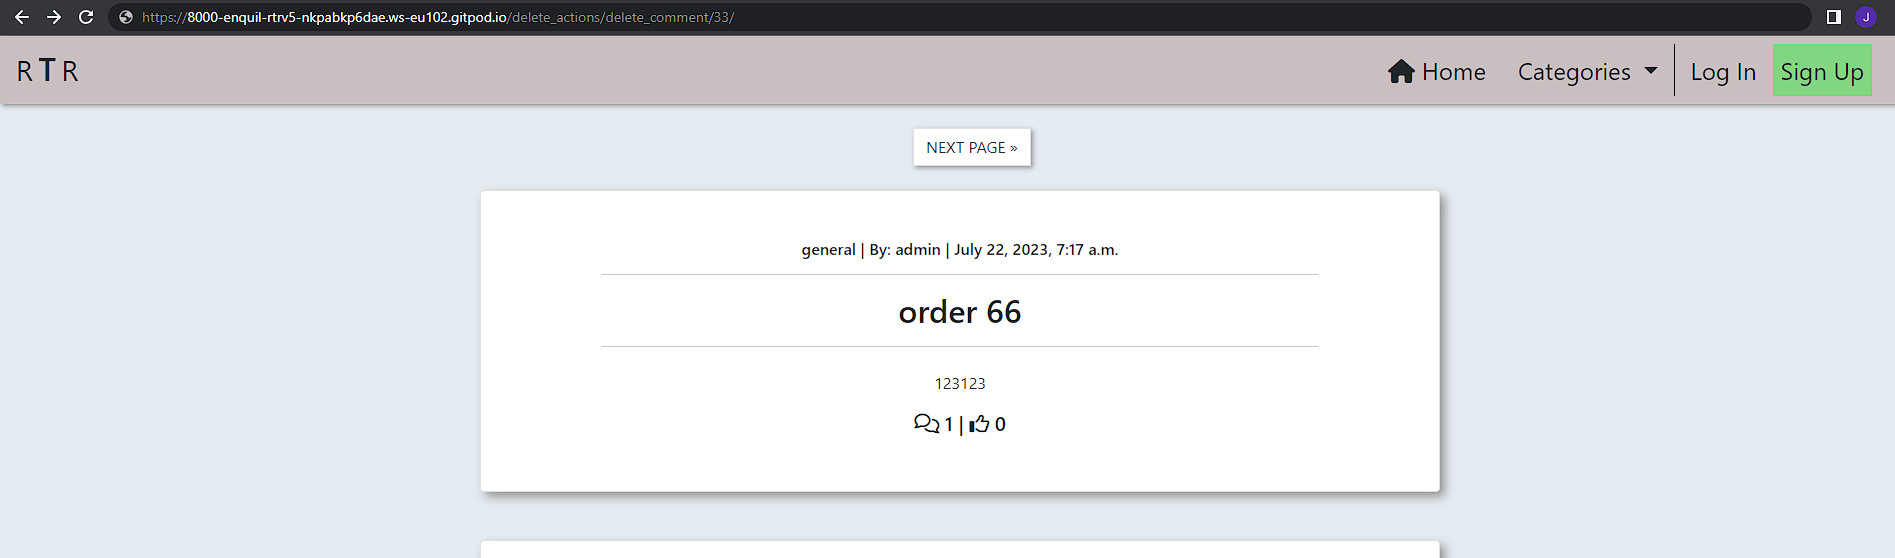 https://8000-enquil-rtrv5-nkpabkp6dae.ws-eu102.gitpod.io/delete_actions/delete_comment/33/
J
R T R
Home Categories Log In Sign Up
NEXT PAGE »
general | By: admin | July 22, 2023, 7:17 a.m.
order 66
123123
1 | 0